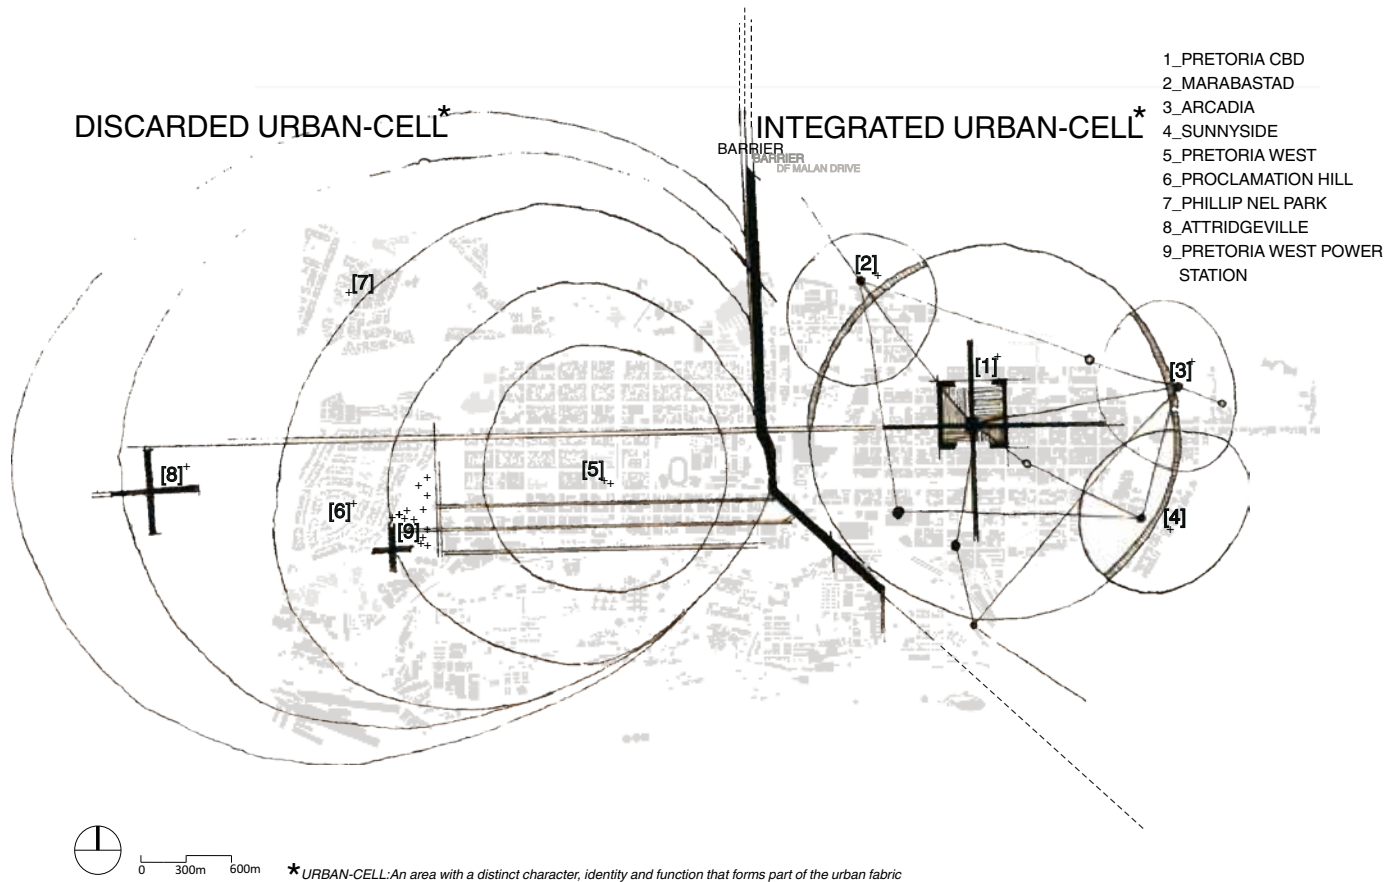 1_PRETORIA CBD
2_MARABASTAD
3_ARCADIA
4_SUNNYSIDE
5_PRETORIA WEST
6_PROCLAMATION HILL
7_PHILLIP NEL PARK
8_ATTRIDGEVILLE
9_PRETORIA WEST POWER
STATION
DISCARDED URBAN-CELL*
INTEGRATED URBAN-CELL*
BARRIER
BARRIER
DF MALAN DRIVE
[2]
[7]
[1]
[3]
[8]
[5]
[6]
[4]
[9]
0 300m 600m
*URBAN-CELL:An area with a distinct character, identity and function that forms part of the urban fabric